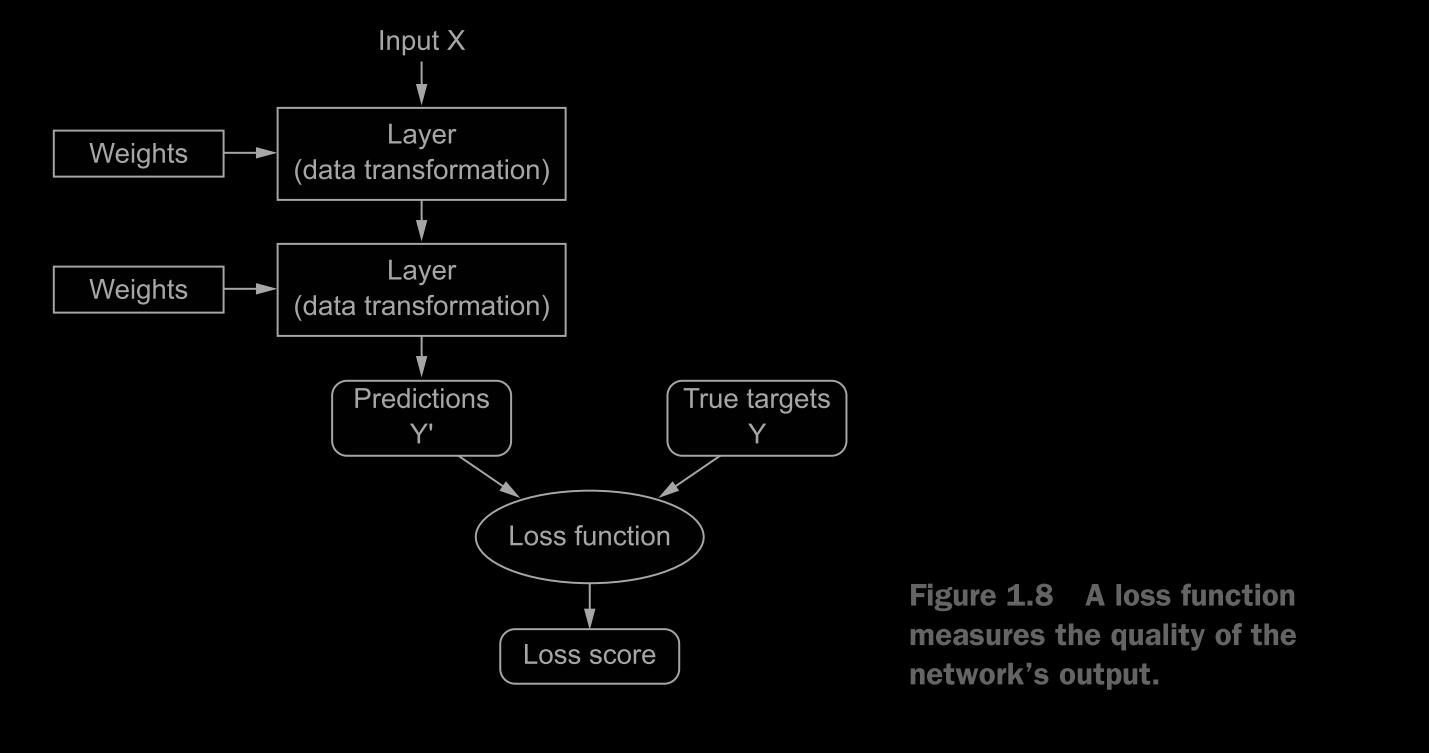 Input X
Weights
Layer
(data transformation)
Weights
Layer
(data transformation)
Predictions
Y'
True targets
Y
Loss function
Loss score
Figure 1.8 A loss function
measures the quality of the
network’s output.